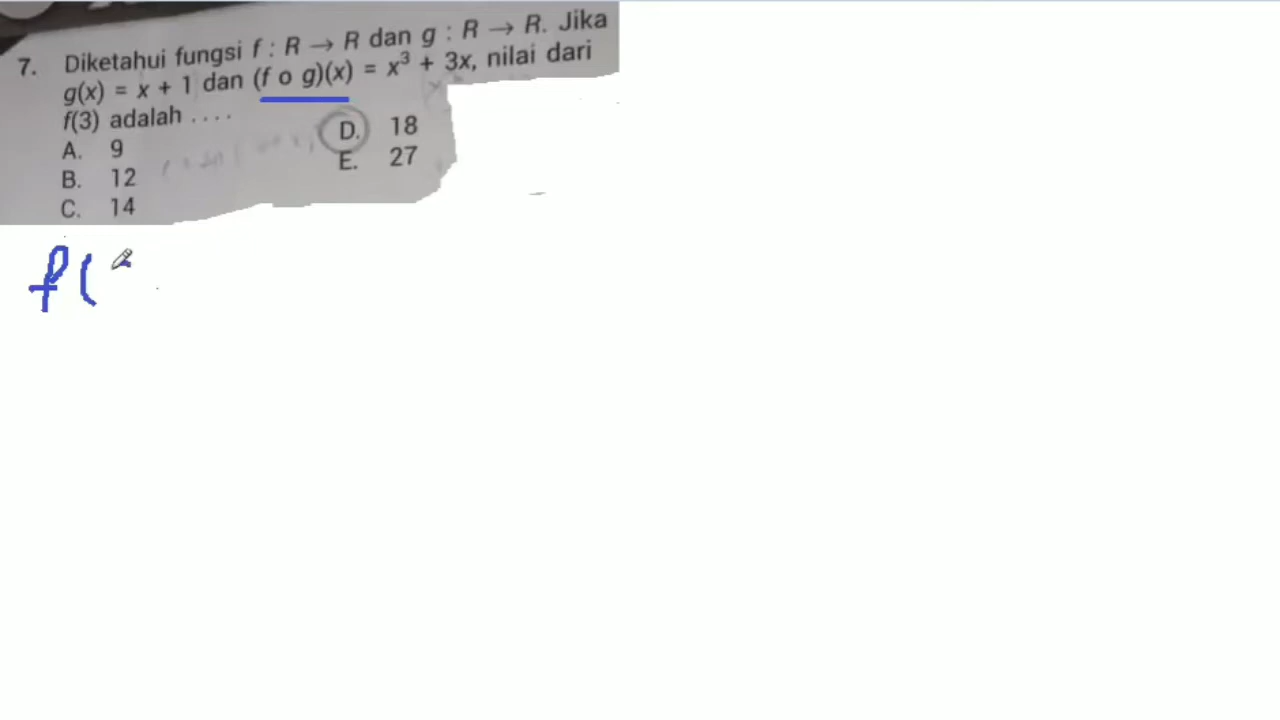 7. Diketahui fungsi f : R → R dan g : R → R. Jika
g(x) = x + 1 dan (f o g)(x) = x³ + 3x, nilai dari
f(3) adalah ....
A. 9
B. 12
C. 14
D. 18
E. 27
f(